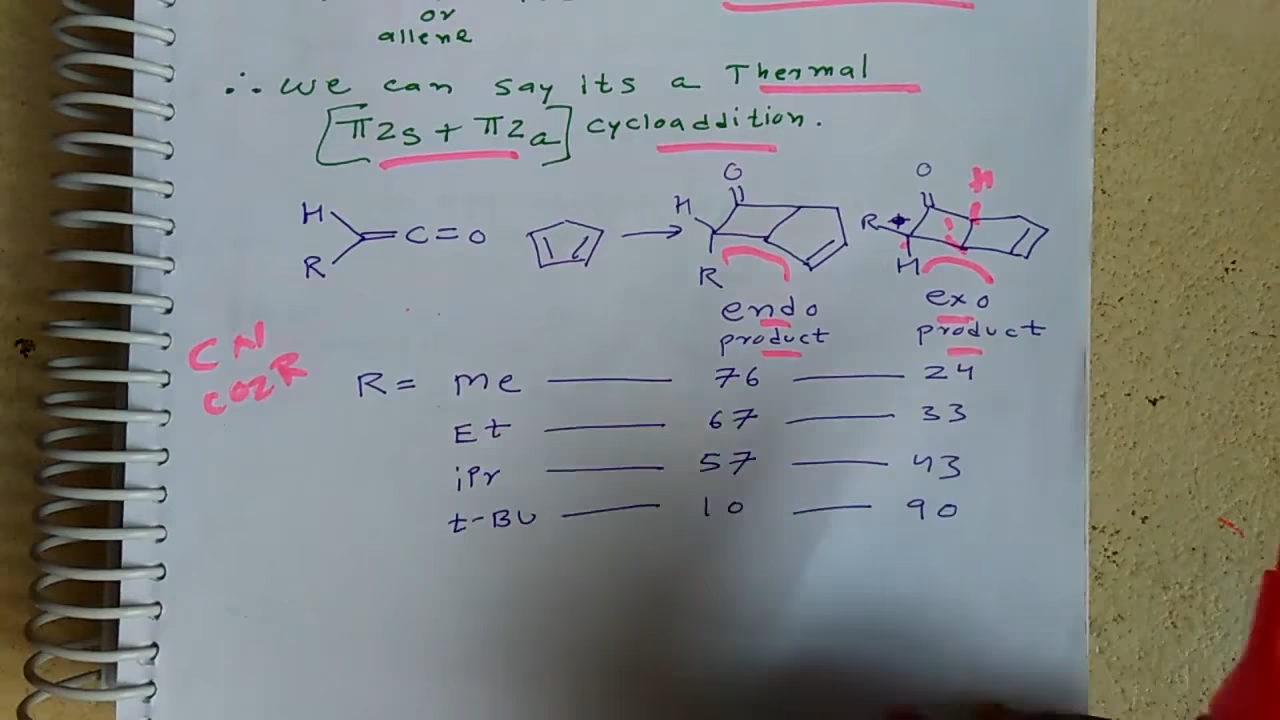 or
allene
∴ we can say its a Thermal
[π2s + π2a] cycloaddition.
H R C=O → O H R O R H H
endo product exo product
CN
CO2R
R = Me — 76 — 24
Et — 67 — 33
iPr — 57 — 43
t-BU — 10 — 90